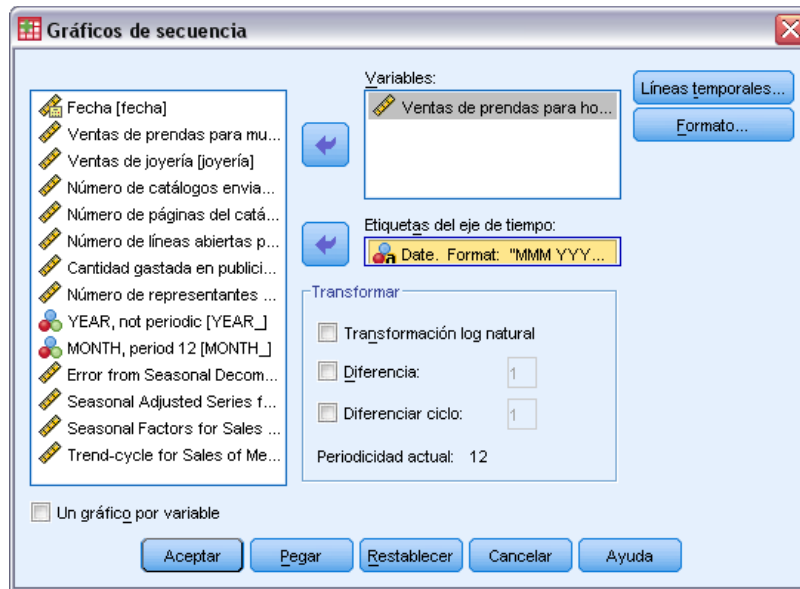 Gráficos de secuencia
Fecha [fecha]
Ventas de prendas para mu...
Ventas de joyería [joyería]
Número de catálogos envia...
Número de páginas del catá...
Número de líneas abiertas p...
Cantidad gastada en publici...
Número de representantes ...
YEAR, not periodic [YEAR_]
MONTH, period 12 [MONTH_]
Error from Seasonal Decom...
Seasonal Adjusted Series f...
Seasonal Factors for Sales ...
Trend-cycle for Sales of Me...
Un gráfico por variable
Variables:
Ventas de prendas para ho...
Etiquetas del eje de tiempo:
Date. Format: "MMM YYY...
Transformar
Transformación log natural
Diferencia: 1
Diferenciar ciclo: 1
Periodicidad actual: 12
Líneas temporales...
Formato...
Aceptar Pegar Restablecer Cancelar Ayuda